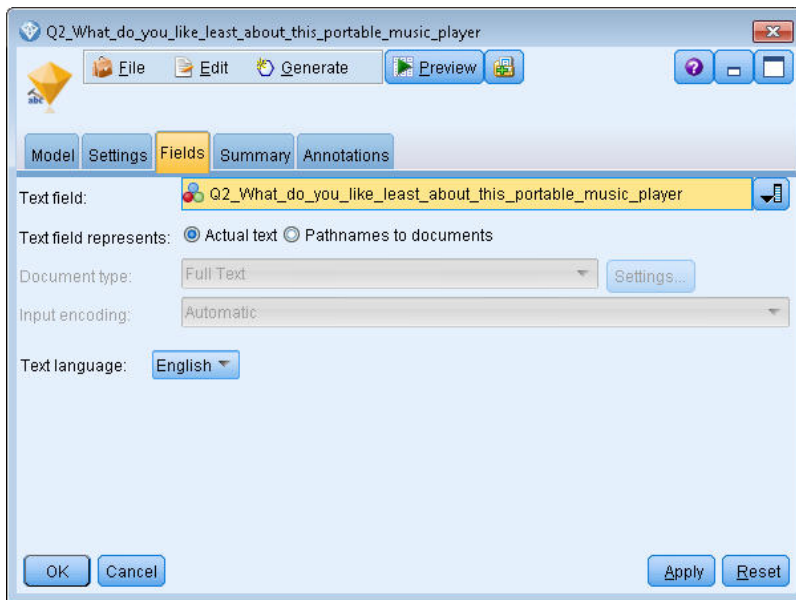 Q2_What_do_you_like_least_about_this_portable_music_player
File Edit Generate Preview
abc
Model Settings Fields Summary Annotations
Text field: Q2_What_do_you_like_least_about_this_portable_music_player
Text field represents: Actual text Pathnames to documents
Document type: Full Text Settings...
Input encoding: Automatic
Text language: English
OK Cancel Apply Reset